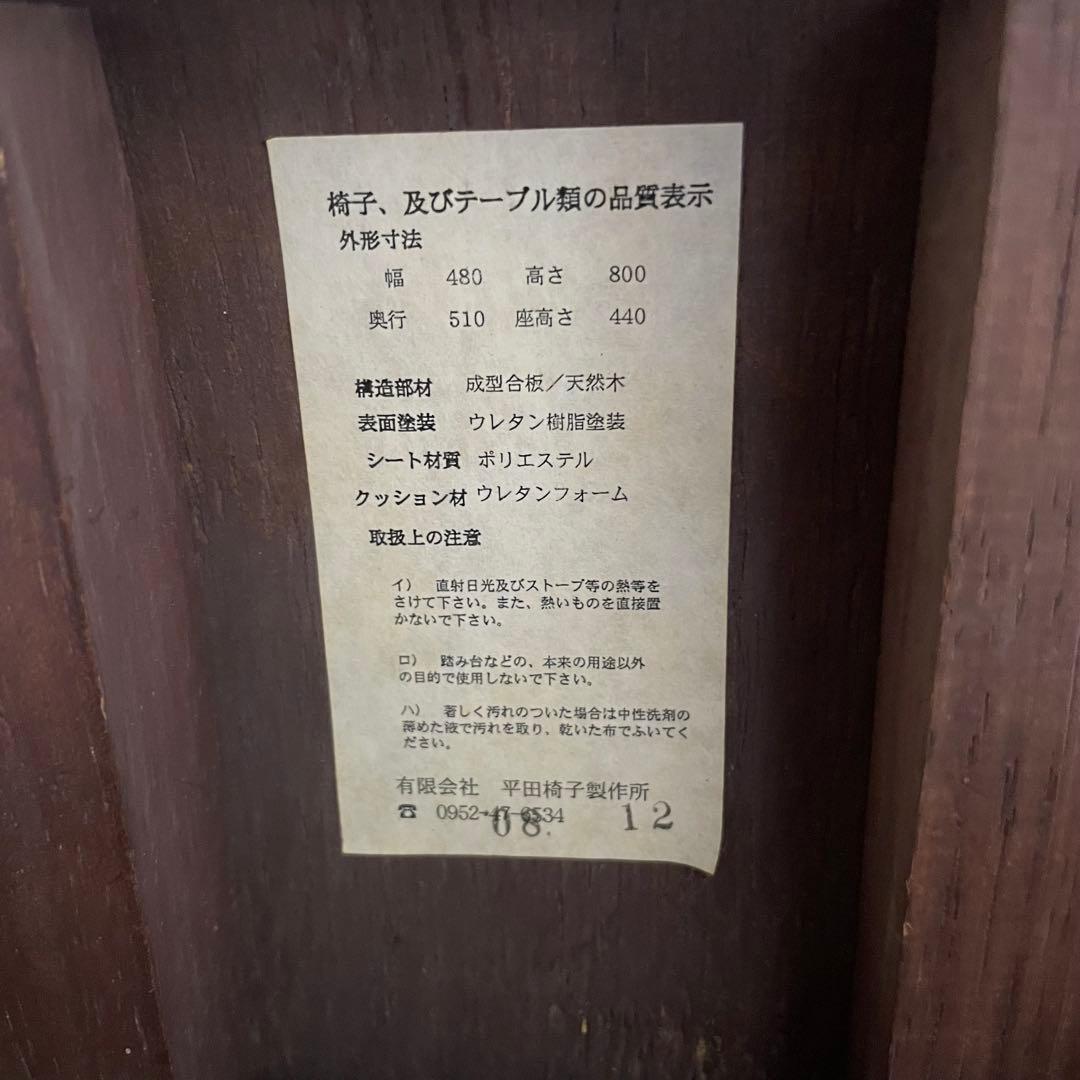 椅子、及びテーブル類の品質表示
外形寸法
幅 480 高さ 800
奥行 510 座高さ 440
構造部材 成型合板／天然木
表面塗装 ウレタン樹脂塗装
シート材質 ポリエステル
クッション材 ウレタンフォーム
取扱上の注意
イ） 直射日光及びストーブ等の熱等を
さけて下さい。また、熱いものを直接置
かないで下さい。
ロ） 踏み台などの、本来の用途以外
の目的で使用しないで下さい。
ハ） 著しく汚れのついた場合は中性洗剤の
薄めた液で汚れを取り、乾いた布でふいてく
ださい。
有限会社 平田椅子製作所
☎ 0952-47-6534
08. 12